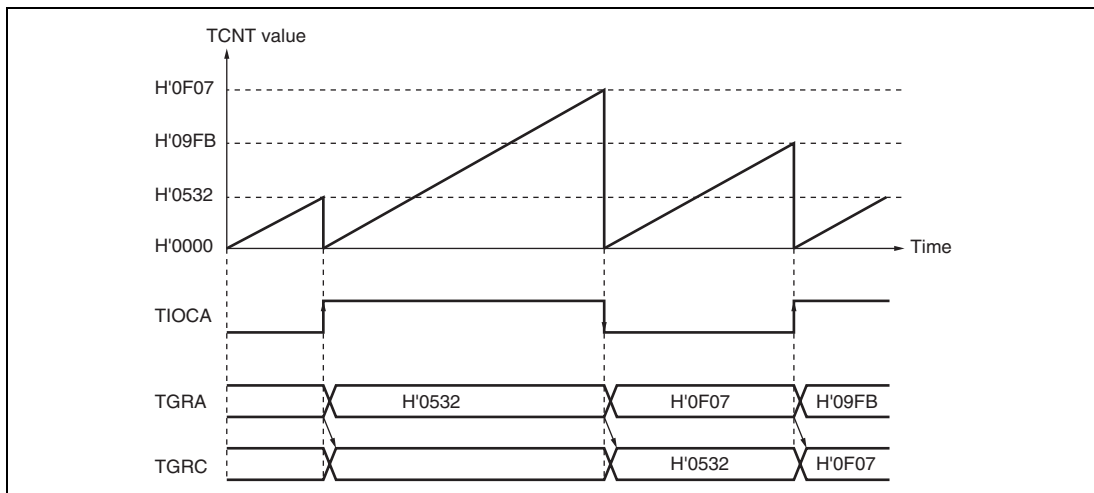 TCNT value
H'0F07
H'09FB
H'0532
H'0000
Time
TIOCA
TGRA
H'0532
H'0F07
H'09FB
TGRC
H'0532
H'0F07